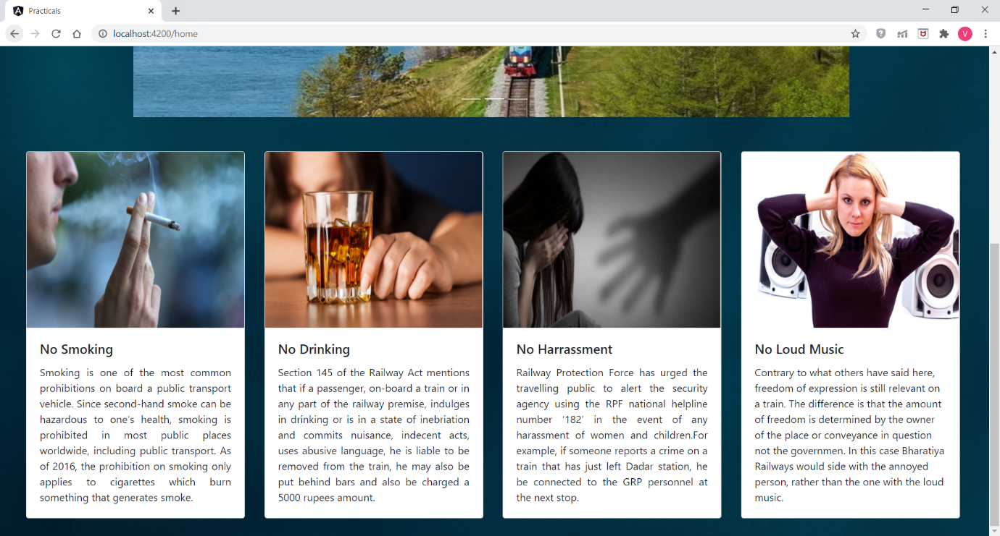 Practicals
localhost:4200/home
V
No Smoking
Smoking is one of the most common
prohibitions on board a public transport
vehicle. Since second-hand smoke can be
hazardous to one's health, smoking is
prohibited in most public places
worldwide, including public transport. As
of 2016, the prohibition on smoking only
applies to cigarettes which burn
something that generates smoke.
No Drinking
Section 145 of the Railway Act mentions
that if a passenger, on-board a train or in
any part of the railway premise, indulges
in drinking or is in a state of inebriation
and commits nuisance, indecent acts,
uses abusive language, he is liable to be
removed from the train, he may also be
put behind bars and also be charged a
5000 rupees amount.
No Harrassment
Railway Protection Force has urged the
travelling public to alert the security
agency using the RPF national helpline
number ‘182’ in the event of any
harassment of women and children.For
example, if someone reports a crime on a
train that has just left Dadar station, he
be connected to the GRP personnel at
the next stop.
No Loud Music
Contrary to what others have said here,
freedom of expression is still relevant on
a train. The difference is that the amount
of freedom is determined by the owner
of the place or conveyance in question
not the governmen. In this case Bharatiya
Railways would side with the annoyed
person, rather than the one with the loud
music.